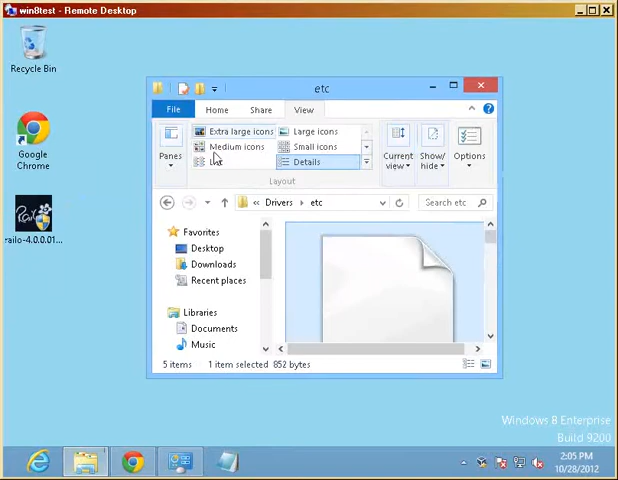 win8test - Remote Desktop
Recycle Bin
Google
Chrome
railo-4.0.0.01...
etc
File
Home
Share
View
Extra large icons
Large icons
Medium icons
Small icons
Details
Panes
Current
view
Show/
hide
Options
Layout
« Drivers › etc
Search etc
Favorites
Desktop
Downloads
Recent places
Libraries
Documents
Music
5 items
1 item selected 852 bytes
Windows 8 Enterprise
Build 9200
2:05 PM
10/28/2012